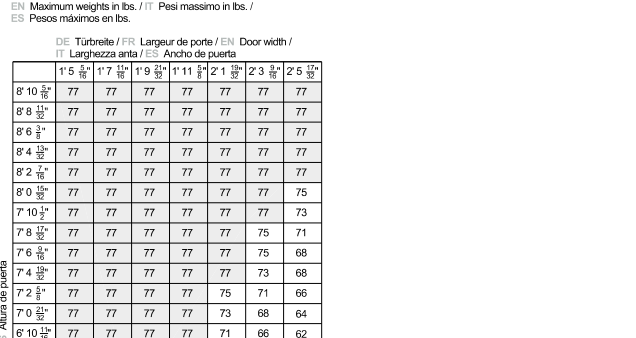 EN Maximum weights in lbs. / IT Pesi massimo in lbs. /
ES Pesos máximos en lbs.
DE Türbreite / FR Largeur de porte / EN Door width /
IT Larghezza anta / ES Ancho de puerta
1' 5 5/16" 1' 7 11/16" 1' 9 21/32" 1' 11 5/8" 2' 1 19/32" 2' 3 9/16" 2' 5 17/32"
8' 10 5/16" 77 77 77 77 77 77 77
8' 8 11/32" 77 77 77 77 77 77 77
8' 6 3/8" 77 77 77 77 77 77 77
8' 4 13/32" 77 77 77 77 77 77 77
8' 2 7/16" 77 77 77 77 77 77 77
8' 0 15/32" 77 77 77 77 77 77 75
7' 10 1/2" 77 77 77 77 77 77 73
7' 8 17/32" 77 77 77 77 77 75 71
7' 6 9/16" 77 77 77 77 77 75 68
7' 4 19/32" 77 77 77 77 77 73 68
7' 2 5/8" 77 77 77 77 75 71 66
7' 0 21/32" 77 77 77 77 73 68 64
6' 10 11/16" 77 77 77 77 71 66 62
Altura de puerta